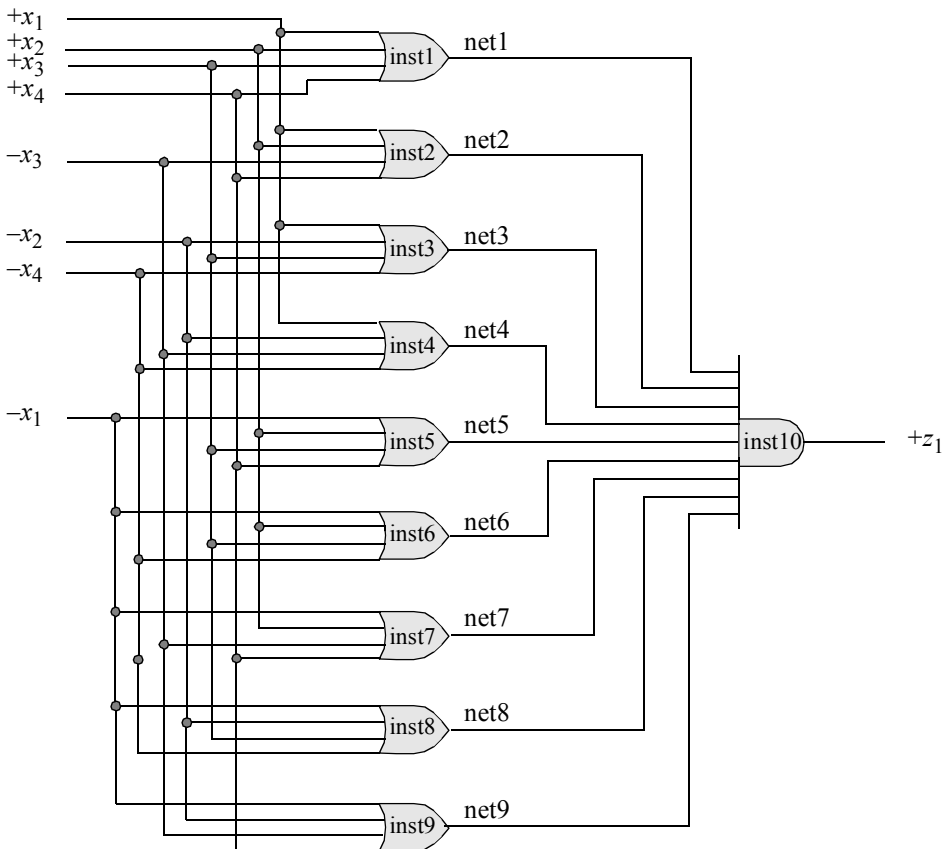 +x1
inst1 net1
+x2
+x3
+x4
inst2 net2
–x3
–x2
inst3 net3
–x4
inst4 net4
–x1
inst5 net5
inst10 +z1
inst6 net6
inst7 net7
inst8 net8
inst9 net9